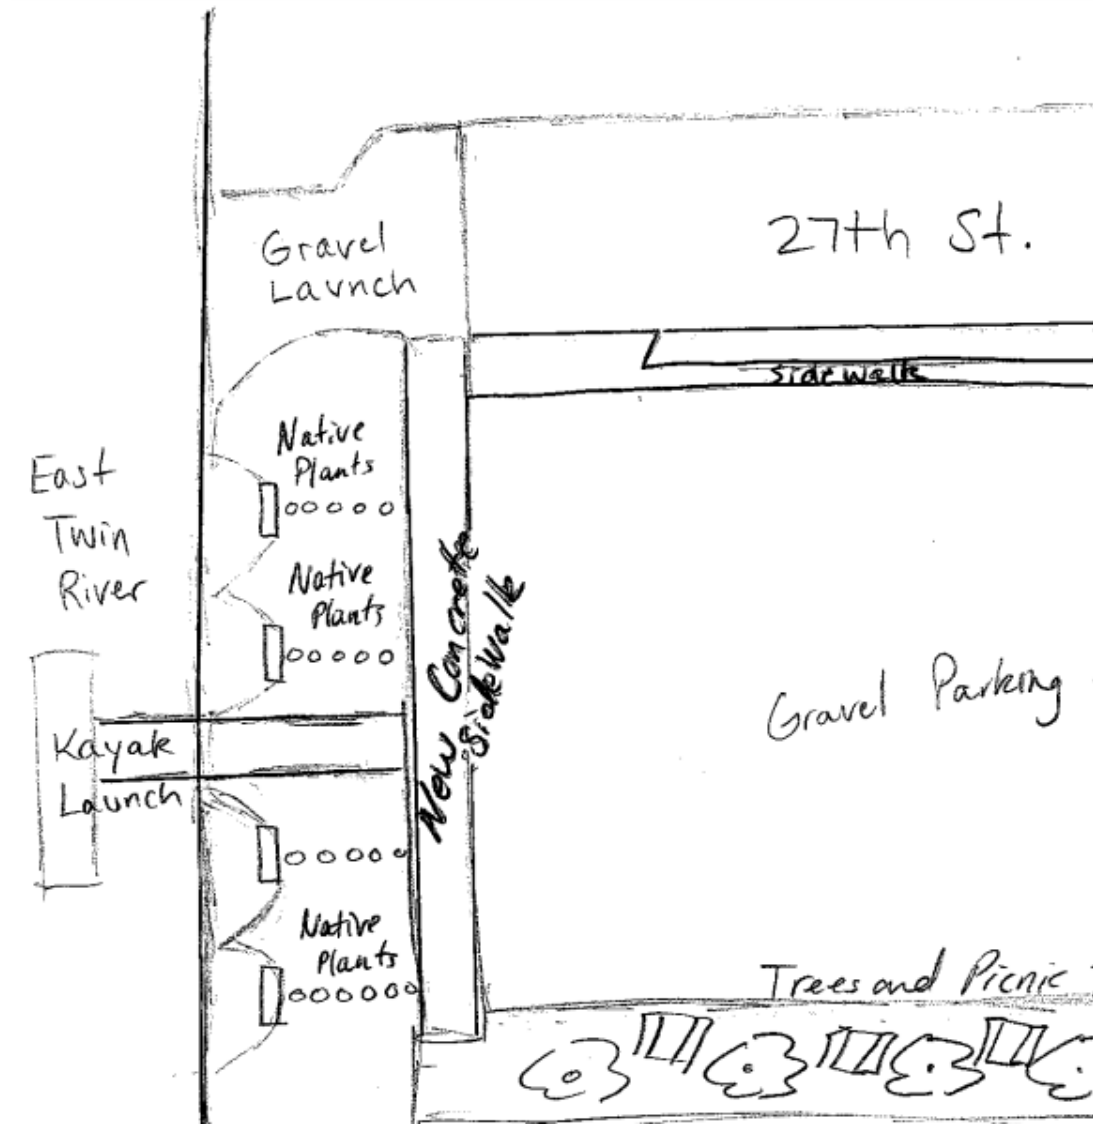 27th St.
Gravel
Launch
sidewalk
Native
Plants
East
Twin
River
Native
Plants
New Concrete
Sidewalk
Gravel Parking
Kayak
Launch
Native
Plants
Trees and Picnic